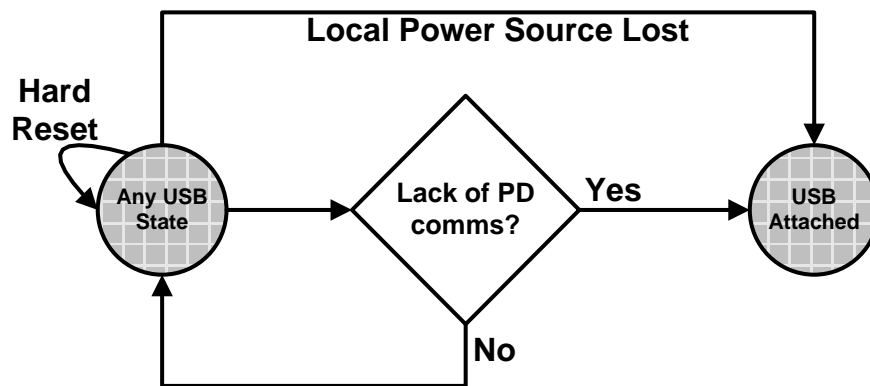 Local Power Source Lost
Hard
Reset
Any USB
State
Lack of PD
comms?
Yes
USB
Attached
No